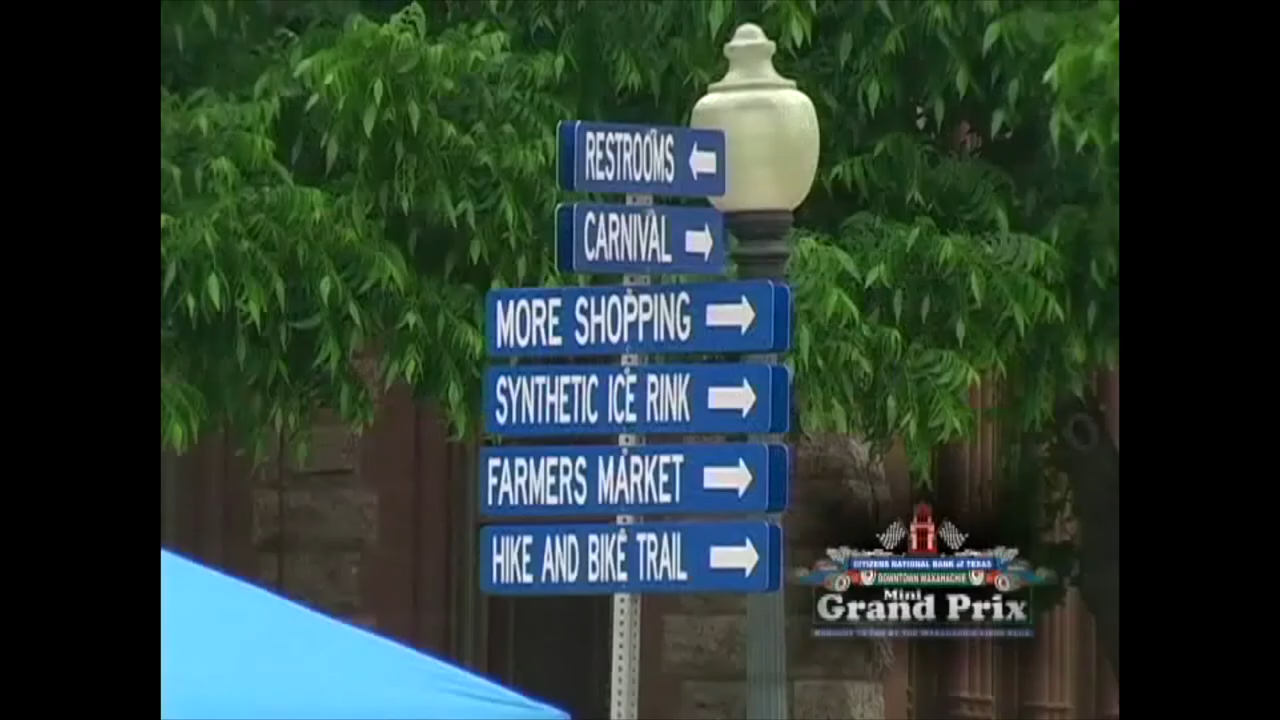 RESTROOMS
CARNIVAL
MORE SHOPPING
SYNTHETIC ICE RINK
FARMERS MARKET
HIKE AND BIKE TRAIL
CITIZENS NATIONAL BANK of TEXAS
DOWNTOWN WAXAHACHIE
Mini
Grand Prix